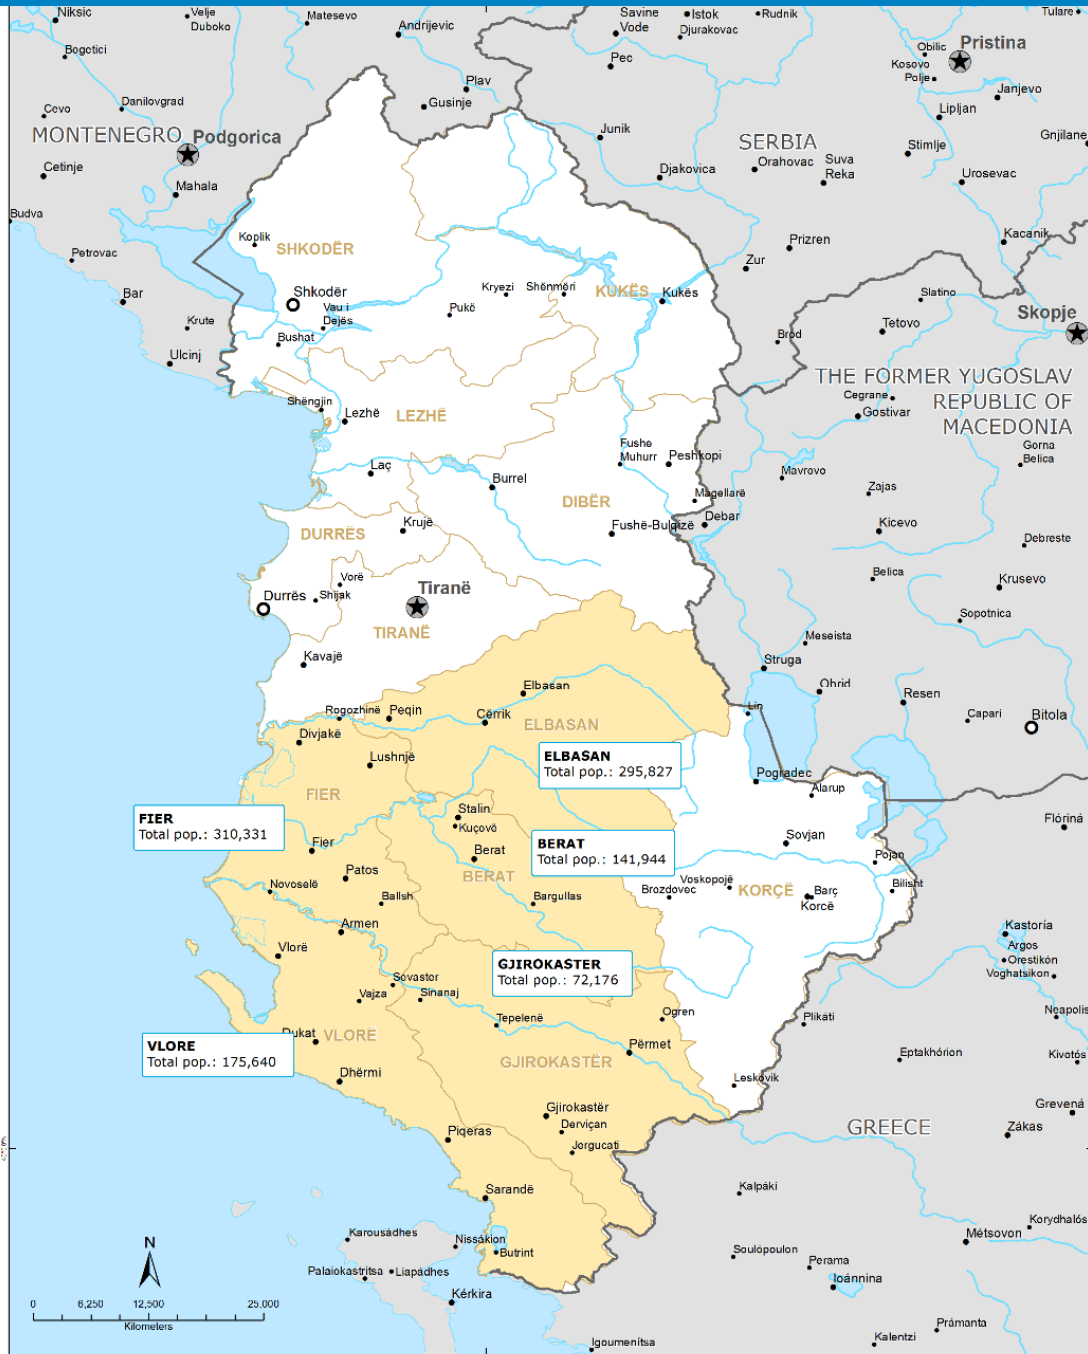 Niksic
Velje
Duboko
Matesevo
Andrijevic
Savine
Vode
Istok
Djurakovac
Rudnik
Tulare
Bogetici
Pec
Obilic
Kosovo
Polje
Pristina
Plav
Gusinje
Janjevo
Cevo
Danilovgrad
Lipljan
MONTENEGRO
Podgorica
Junik
SERBIA
Gnjilane
Stimlje
Cetinje
Mahala
Djakovica
Orahovac
Suva
Reka
Urosevac
Budva
Petrovac
Koplik
SHKODËR
Prizren
Kacanik
Zur
Bar
Shkodër
Kryezi
Shënmëri
KUKËS
Kukës
Slatino
Krute
Vau i
Dejës
Pukë
Skopje
Bushat
Brod
Tetovo
Ulcinj
THE FORMER YUGOSLAV
REPUBLIC OF
MACEDONIA
Cegrane
Gostivar
Shëngjin
Lezhë
LEZHË
Fushe
Muhurr
Peshkopi
Gorna
Belica
Laç
Burrel
Mavrovo
Zajas
DIBËR
Magellarë
DURRËS
Krujë
Fushë-Bulqizë
Debar
Kicevo
Debreste
Vorë
Tiranë
Belica
Krusevo
Durrës
Shijak
TIRANË
Sopotnica
Meseista
Kavajë
Struga
Elbasan
Ohrid
Resen
Rogozhinë
Peqin
Cërrik
ELBASAN
Lin
Capari
Bitola
Divjakë
Lushnjë
ELBASAN
Total pop.: 295,827
Pogradec
Alarup
FIER
Stalin
Kuçovë
FIER
Total pop.: 310,331
Flóriná
Fier
Berat
BERAT
Total pop.: 141,944
Sovjan
Pojan
Patos
BERAT
Voskopojë
Brozdovec
KORÇË
Barç
Korcë
Bilisht
Novoselë
Ballsh
Bargullas
Armen
Kastoría
Argos
Orestikón
Voghatsikon
Vlorë
GJIROKASTER
Total pop.: 72,176
Sevastor
Vajza
Sinanaj
Neapolis
Tepelenë
Ogren
Plikáti
Dukat
VLORË
VLORE
Total pop.: 175,640
GJIROKASTËR
Përmet
Eptakhórion
Kivotós
Dhërmi
Leskovik
Gjirokastër
Grevená
Derviçan
GREECE
Zákas
Piqeras
Jorgucati
Kalpáki
Sarandë
Korydhalós
Karousádhes
Nissákion
Butrint
Métsovon
N
Soulópoulon
Perama
Palaiokastritsa
Liapádhes
Ioánnina
Kérkira
0
6,250
12,500
25,000
Kilometers
Prámanta
Igoumenítsa
Kalentzi